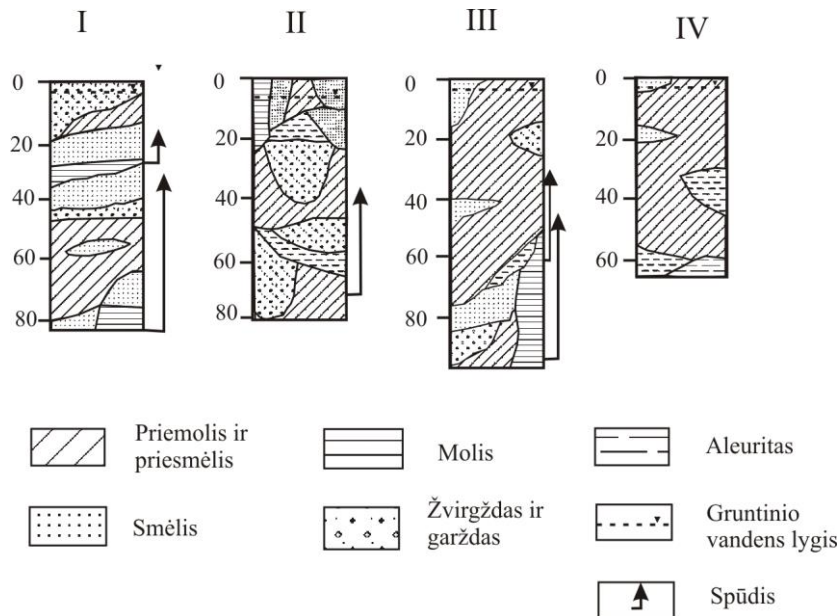 I
II
III
IV
0
20
40
60
80
0
20
40
60
80
0
20
40
60
80
0
20
40
60
Priemolis ir
priesmėlis
Molis
Aleuritas
Smėlis
Žvirgždas ir
garždas
Gruntinio
vandens lygis
Spūdis